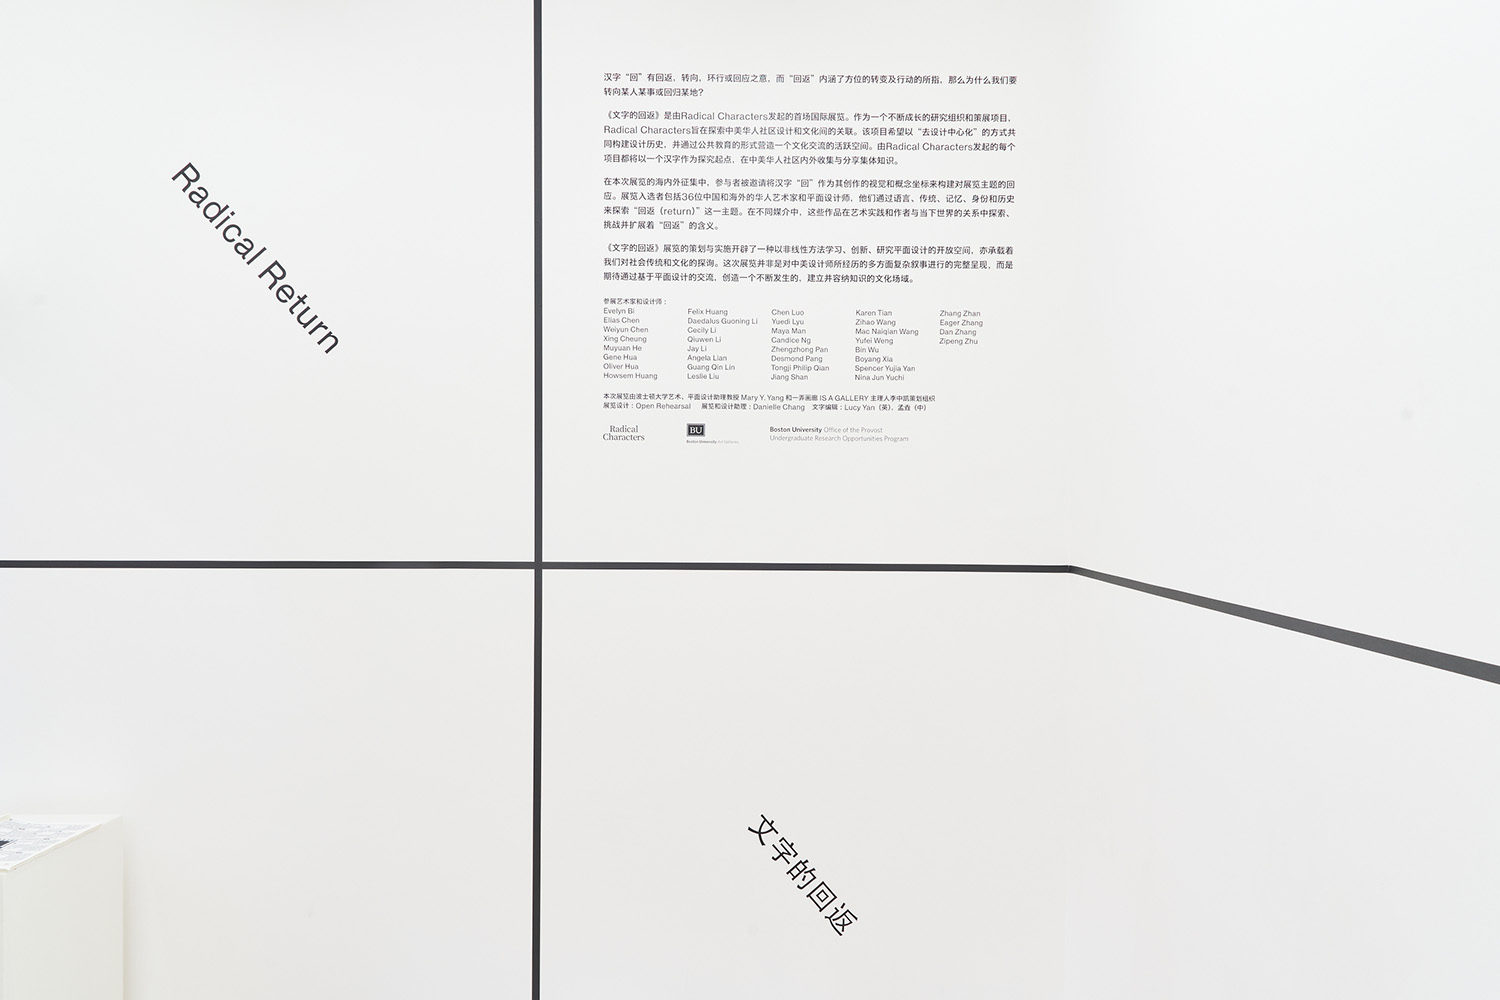 Radical Return
汉字“回”有回返、转向、环行或回应之意，而“回返”内涵了方位的转变及行动的所指，那么为什么我们要
转向某人某事或回归某地？
《文字的回返》是由Radical Characters发起的首场国际展览。作为一个不断成长的研究组织和策展项目，
Radical Characters旨在探索中美华人社区设计和文化间的关联。该项目希望以“去设计中心化”的方式共
同构建设计历史，并通过公共教育的形式营造一个文化交流的活跃空间。由Radical Characters发起的每个
项目都将以一个汉字作为探究起点，在中美华人社区内外收集与分享集体知识。
在本次展览的海内外征集中，参与者被邀请将汉字“回”作为其创作的视觉和概念坐标来构建对展览主题的回
应。展览入选者包括36位中国和海外的华人艺术家和平面设计师，他们通过语言、传统、记忆、身份和历史
来探索“回返（return）”这一主题。在不同媒介中，这些作品在艺术实践和作者与当下世界的关系中探索、
挑战并扩展着“回返”的含义。
《文字的回返》展览的策划与实施开辟了一种以非线性方法学习、创新、研究平面设计的开放空间，亦承载着
我们对社会传统和文化的探询。这次展览并非是对中美设计师所经历的多方面复杂叙事进行的完整呈现，而是
期待通过基于平面设计的交流，创造一个不断发生的，建立并容纳知识的文化场域。
参展艺术家和设计师：
Evelyn Bi
Elias Chen
Weiyun Chen
Xing Cheung
Muyuan He
Gene Hua
Oliver Hua
Howsem Huang
Felix Huang
Daedalus Guoning Li
Cecily Li
Qiuwen Li
Jay Li
Angela Lian
Guang Qin Lin
Leslie Liu
Chen Luo
Yuedi Lyu
Maya Man
Candice Ng
Zhengzhong Pan
Desmond Pang
Tongji Philip Qian
Jiang Shan
Karen Tian
Zihao Wang
Mac Naiqian Wang
Yufei Weng
Bin Wu
Boyang Xia
Spencer Yujia Yan
Nina Jun Yuchi
Zhang Zhan
Eager Zhang
Dan Zhang
Zipeng Zhu
本次展览由波士顿大学艺术、平面设计助理教授 Mary Y. Yang 和一弄画廊 IS A GALLERY 主理人李中凯策划组织
展览设计：Open Rehearsal 展览和设计助理：Danielle Chang 文字编辑：Lucy Yan（英）、孟垚（中）
Radical
Characters
BU
Boston University Art Galleries
Boston University Office of the Provost
Undergraduate Research Opportunities Program
文字的回返